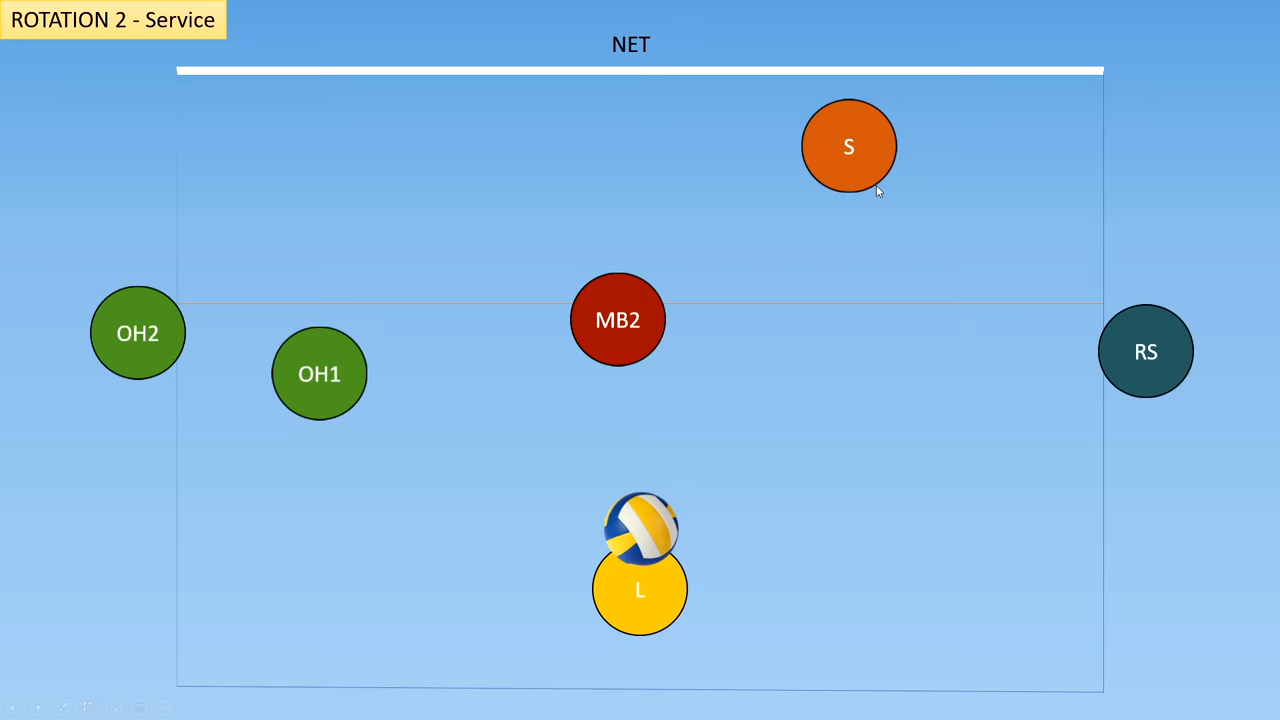 ROTATION 2 - Service
NET
S
OH2
OH1
MB2
RS
L